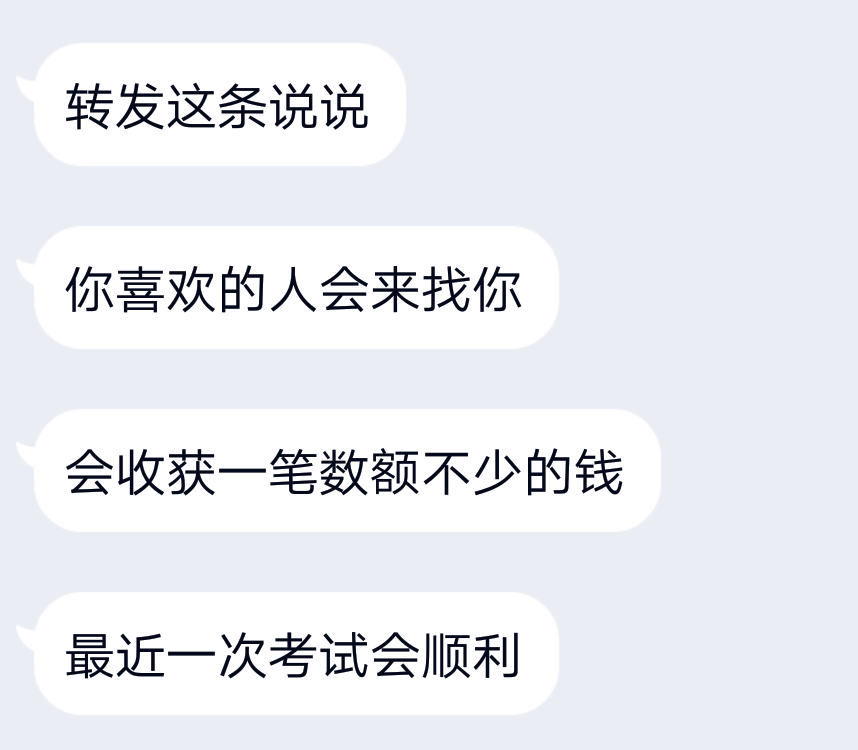 转发这条说说
你喜欢的人会来找你
会收获一笔数额不少的钱
最近一次考试会顺利